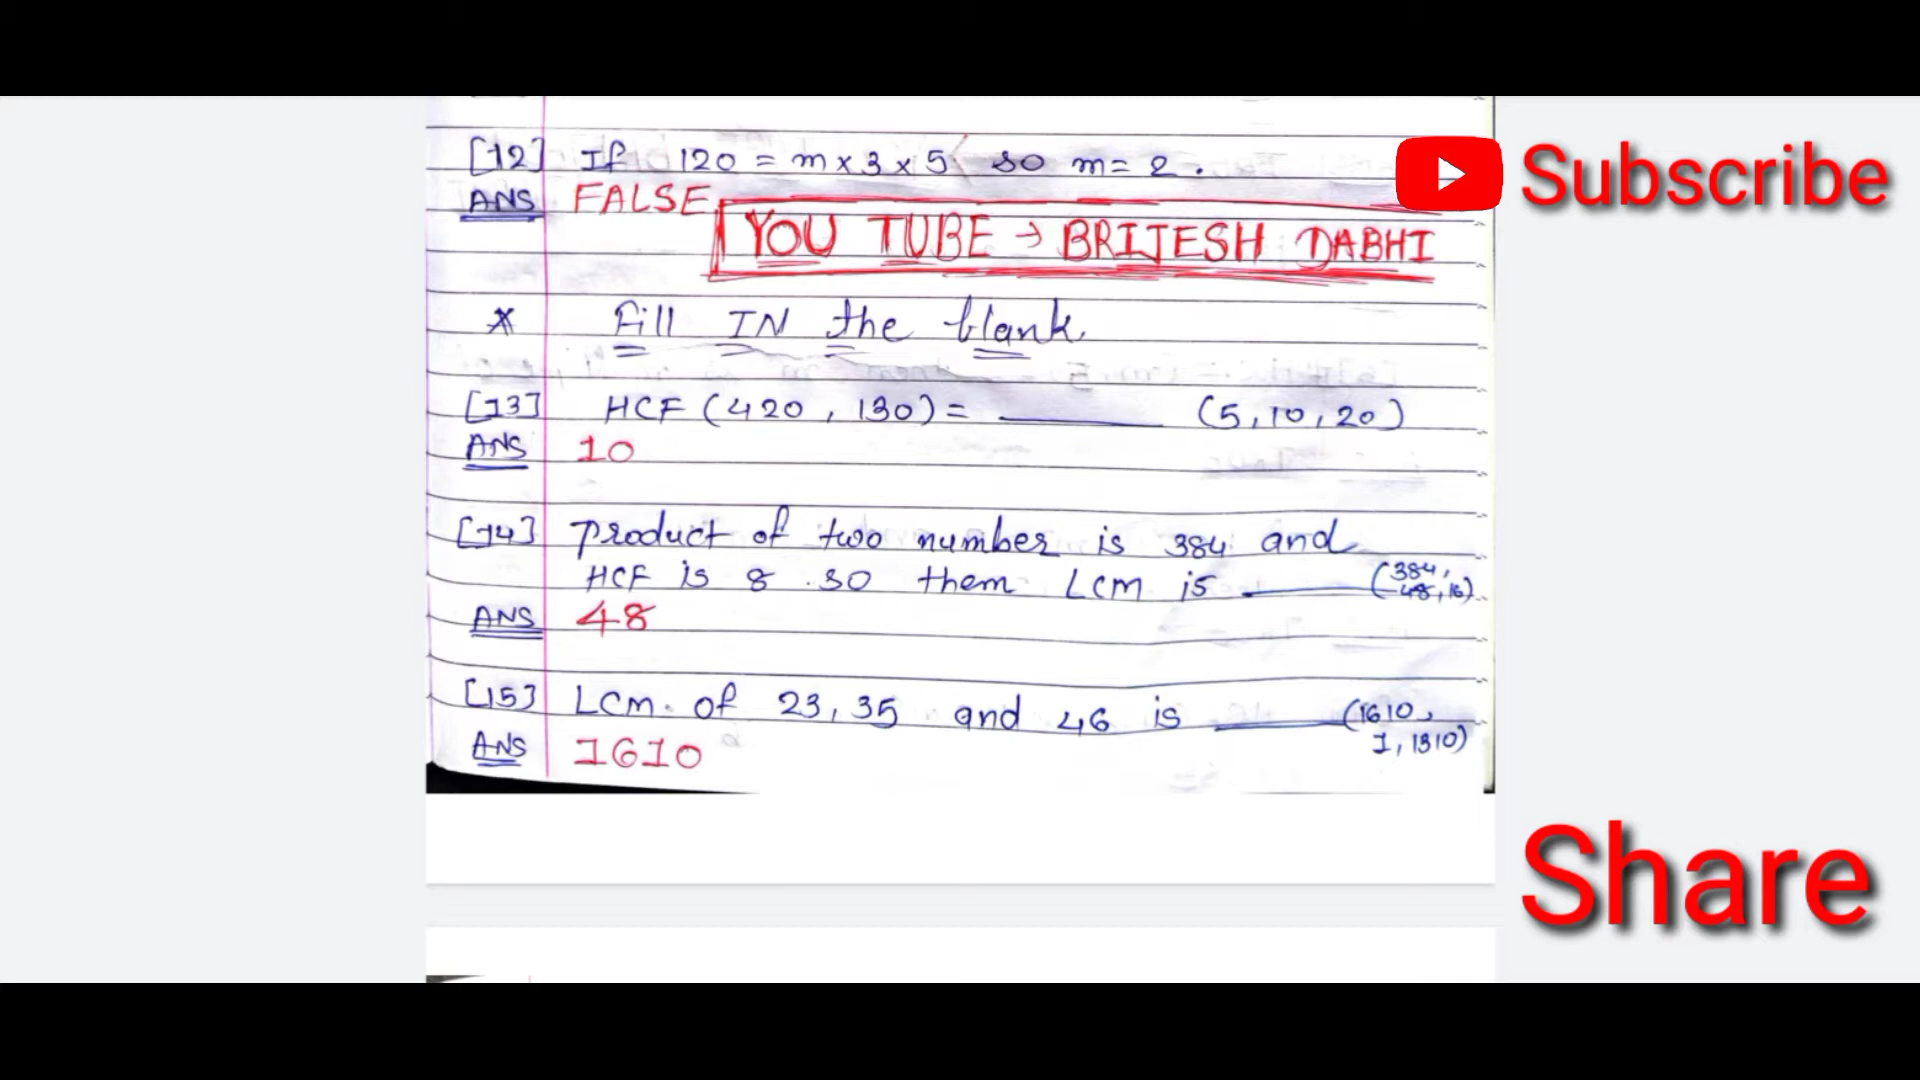 [12] If 120 = m x 3 x 5 so m = 2.
ANS FALSE
YOU TUBE → BRIJESH DABHI
* Fill IN the blank
[13] HCF (420, 130) = ______ (5, 10, 20)
ANS 10
[14] Product of two number is 384 and
HCF is 8 so them LCM is ______ (384, 48, 16)
ANS 48
[15] LCM. of 23, 35 and 46 is ______ (1610, 1, 1310)
ANS 1610
Subscribe
Share